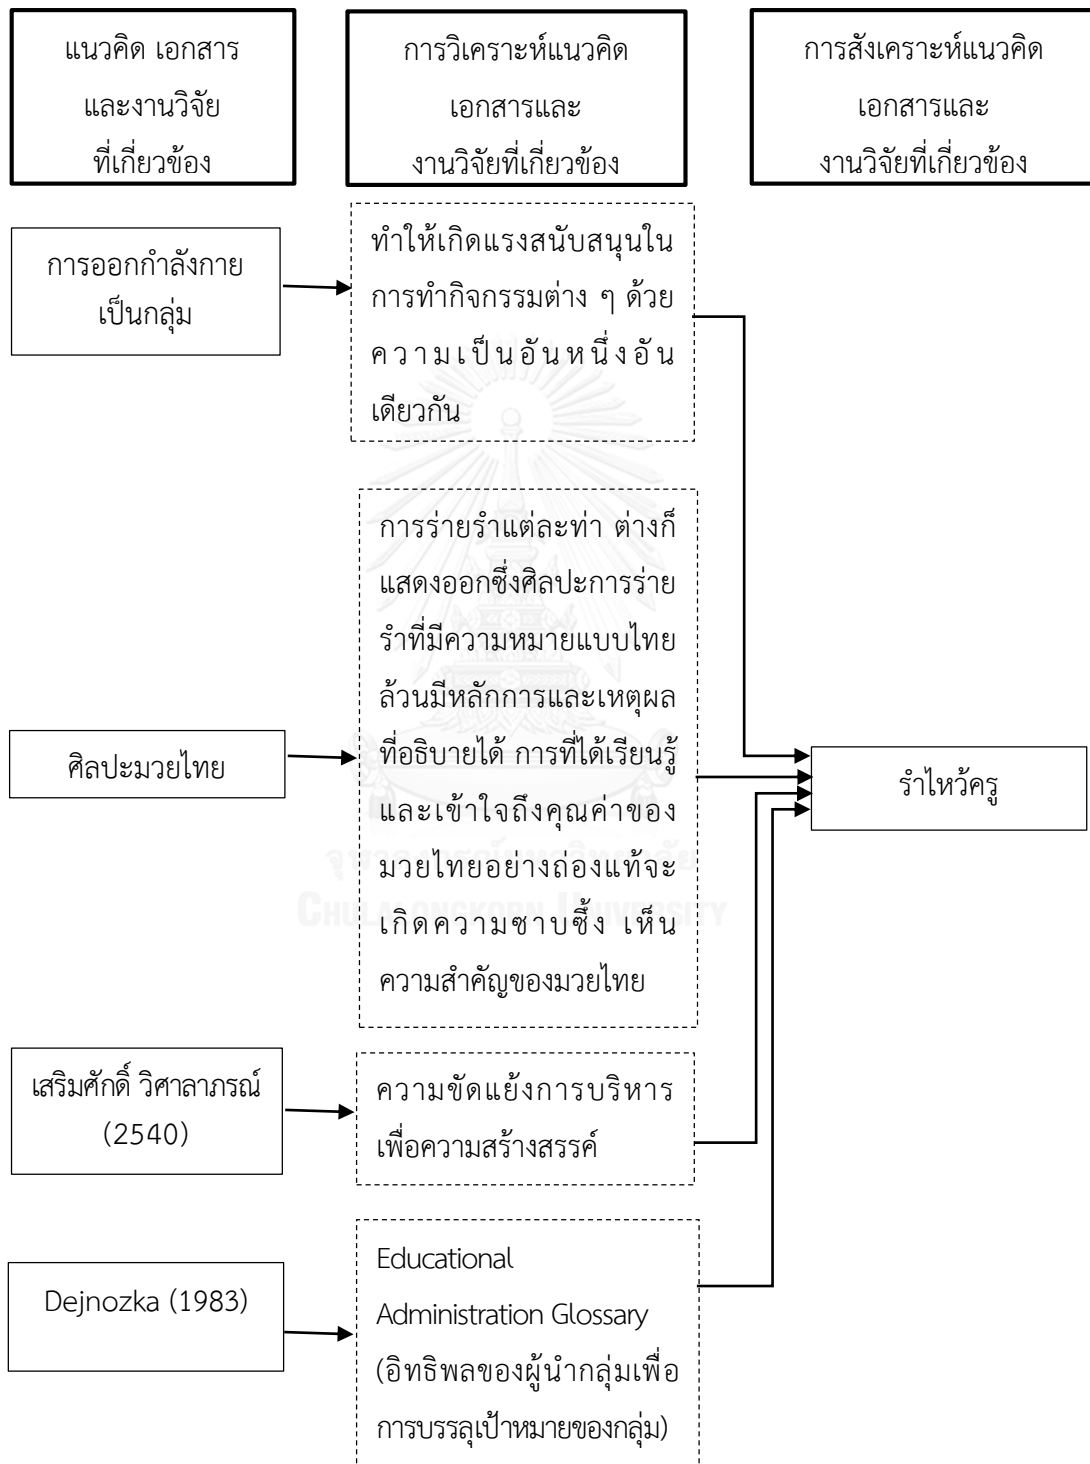 แนวคิด เอกสาร
และงานวิจัย
ที่เกี่ยวข้อง
การวิเคราะห์แนวคิด
เอกสารและ
งานวิจัยที่เกี่ยวข้อง
การสังเคราะห์แนวคิด
เอกสารและ
งานวิจัยที่เกี่ยวข้อง
การออกกำลังกาย
เป็นกลุ่ม
ทำให้เกิดแรงสนับสนุนใน
การทำกิจกรรมต่าง ๆ ด้วย
ความเป็นอันหนึ่งอัน
เดียวกัน
ศิลปะมวยไทย
การร่ายรำแต่ละท่า ต่างก็
แสดงออกซึ่งศิลปะการร่าย
รำที่มีความหมายแบบไทย
ล้วนมีหลักการและเหตุผล
ที่อธิบายได้ การที่ได้เรียนรู้
และเข้าใจถึงคุณค่าของ
มวยไทยอย่างถ่องแท้จะ
เกิดความซาบซึ้ง เห็น
ความสำคัญของมวยไทย
รำไหว้ครู
จุฬาลงกรณ์มหาวิทยาลัย
CHULALONGKORN UNIVERSITY
เสริมศักดิ์ วิศาลาภรณ์
(2540)
ความขัดแย้งการบริหาร
เพื่อความสร้างสรรค์
Dejnozka (1983)
Educational
Administration Glossary
(อิทธิพลของผู้นำกลุ่มเพื่อ
การบรรลุเป้าหมายของกลุ่ม)